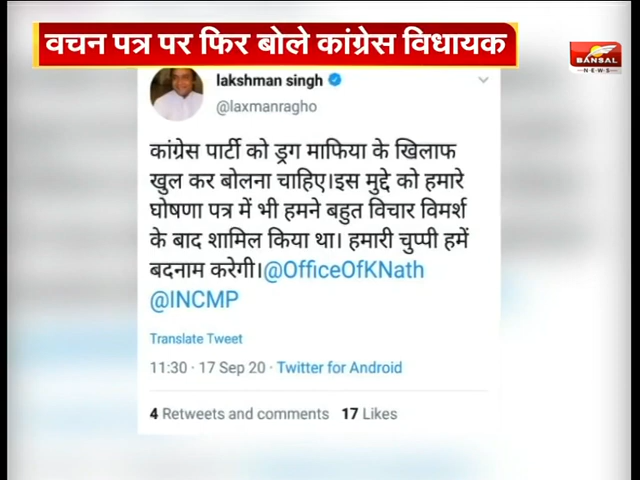 वचन पत्र पर फिर बोले कांग्रेस विधायक
BANSAL
NEWS
lakshman singh
@laxmanragho
कांग्रेस पार्टी को ड्रग माफिया के खिलाफ
खुल कर बोलना चाहिए।इस मुद्दे को हमारे
घोषणा पत्र में भी हमने बहुत विचार विमर्श
के बाद शामिल किया था। हमारी चुप्पी हमें
बदनाम करेगी।@OfficeOfKNath
@INCMP
Translate Tweet
11:30 · 17 Sep 20 · Twitter for Android
4 Retweets and comments 17 Likes